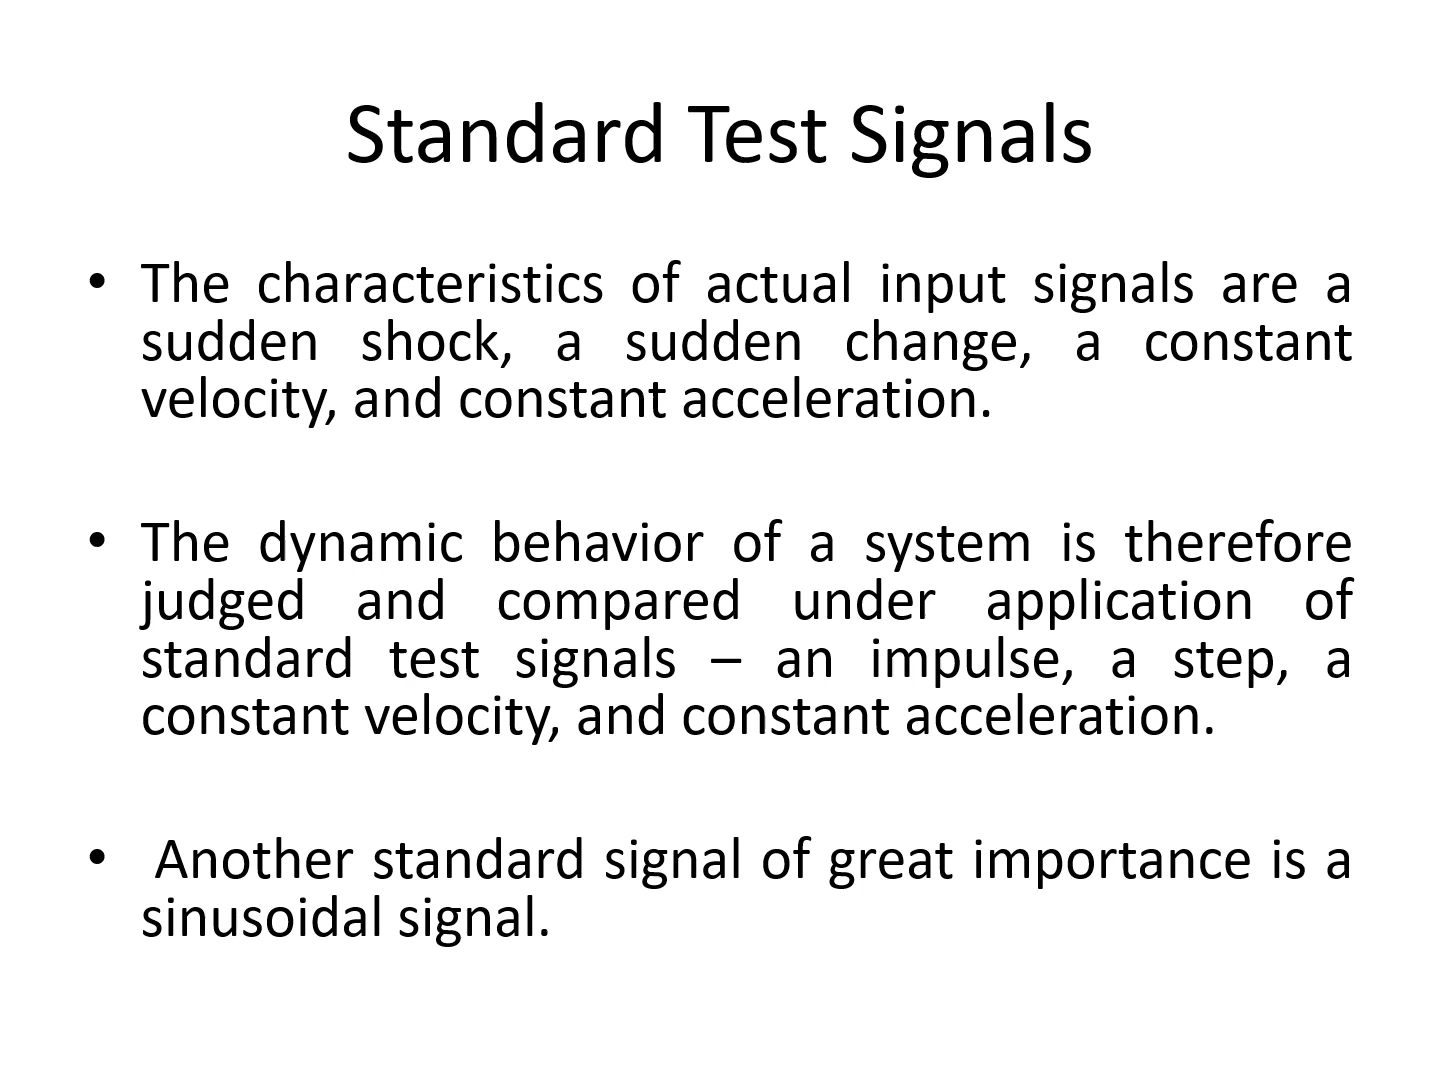 Standard Test Signals
• The characteristics of actual input signals are a
sudden shock, a sudden change, a constant
velocity, and constant acceleration.
• The dynamic behavior of a system is therefore
judged and compared under application of
standard test signals – an impulse, a step, a
constant velocity, and constant acceleration.
• Another standard signal of great importance is a
sinusoidal signal.